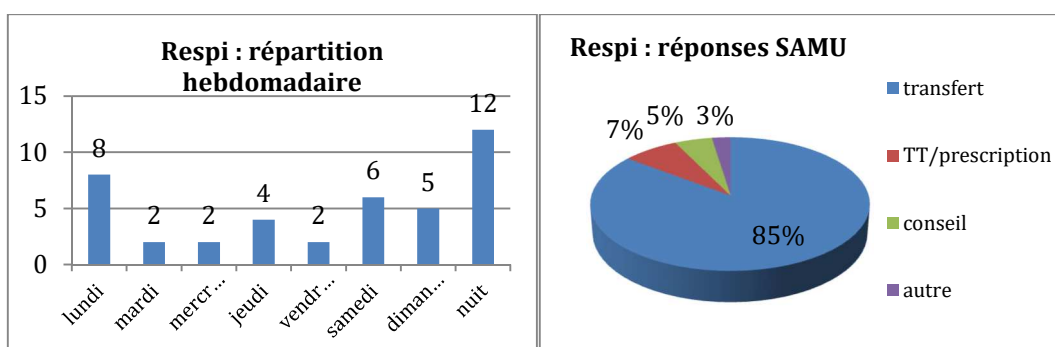 Respi : répartition
hebdomadaire
15
10
5
0
8
2
2
4
2
6
5
12
lundi
mardi
mercr...
jeudi
vendr...
samedi
diman...
nuit
Respi : réponses SAMU
7%
5%
3%
85%
transfert
TT/prescription
conseil
autre